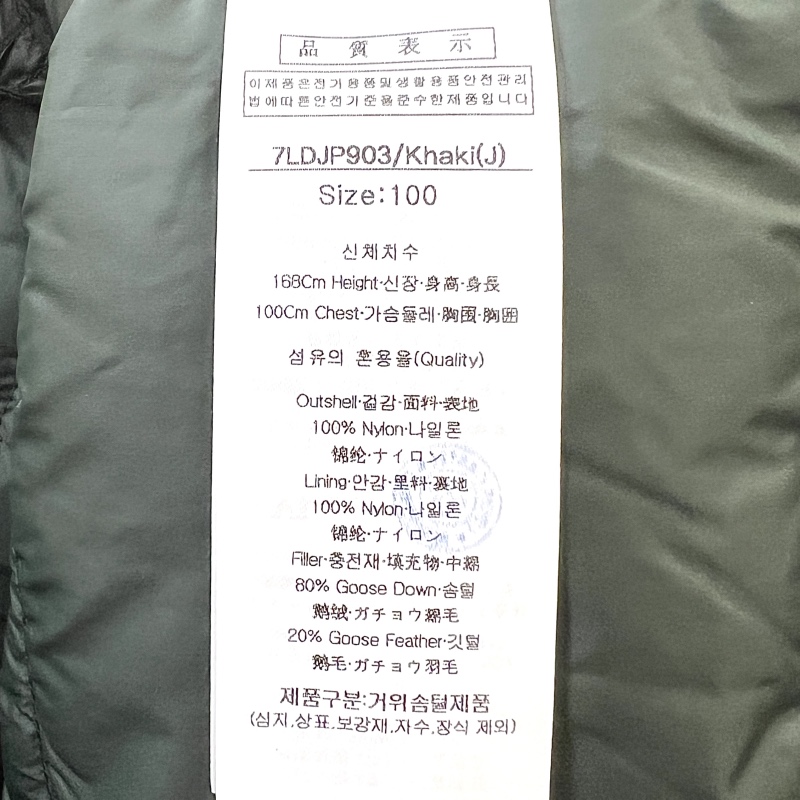 品質表示
이제품은전기용품및생활용품안전관리
법에따른안전기준을준수한제품입니다
7LDJP903/Khaki(J)
Size:100
신체치수
168Cm Height·신장·身高·身長
100Cm Chest·가슴둘레·胸围·胸囲
섬유의 혼용율(Quality)
Outshell·겉감·面料·表地
100% Nylon·나일론
锦纶·ナイロン
Lining·안감·里料·裏地
100% Nylon·나일론
锦纶·ナイロン
Filler·충전재·填充物·中綿
80% Goose Down·솜털
鹅绒·ガチョウ綿毛
20% Goose Feather·깃털
鹅毛·ガチョウ羽毛
제품구분:거위솜털제품
(심지,상표,보강재,자수,장식 제외)